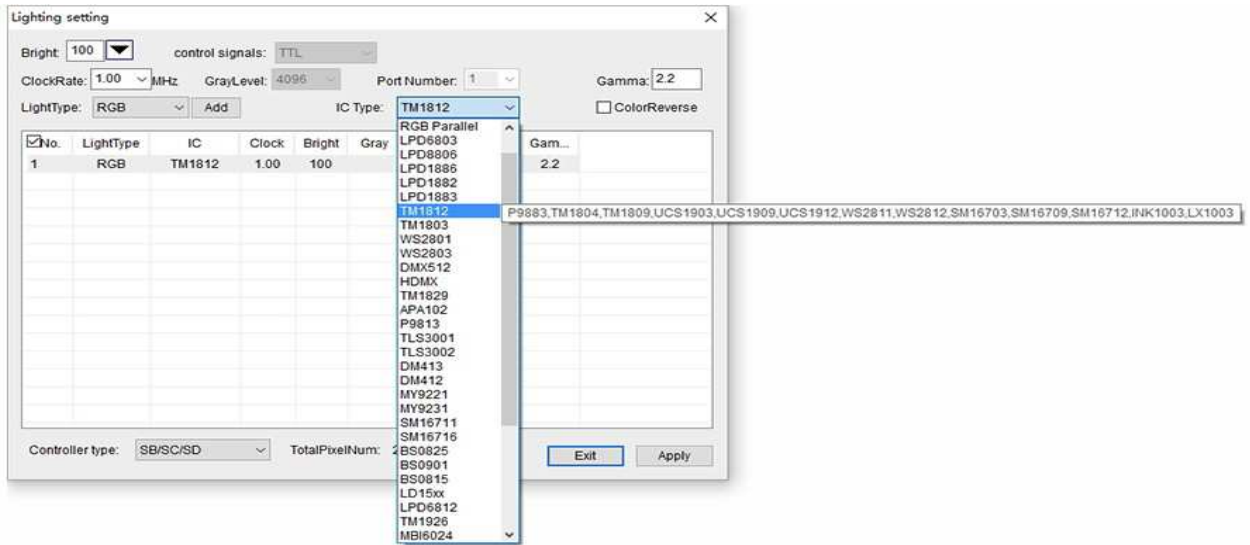 Lighting setting
Bright: 100 control signals: TTL
ClockRate: 1.00 MHz GrayLevel: 4096 Port Number: 1 Gamma: 2.2
LightType: RGB Add IC Type: TM1812 ColorReverse
No. LightType IC Clock Bright Gray Gam...
1 RGB TM1812 1.00 100 2.2
RGB Parallel
LPD6803
LPD8806
LPD1886
LPD1882
LPD1883
TM1812
P9883,TM1804,TM1809,UCS1903,UCS1909,UCS1912,WS2811,WS2812,SM16703,SM16709,SM16712,INK1003,LX1003
TM1803
WS2801
WS2803
DMX512
HDMX
TM1829
APA102
P9813
TLS3001
TLS3002
DM413
DM412
MY9221
MY9231
SM16711
SM16716
BS0825
BS0901
BS0815
LD15xx
LPD6812
TM1926
MBI6024
Controller type: SB/SC/SD TotalPixelNum: Exit Apply